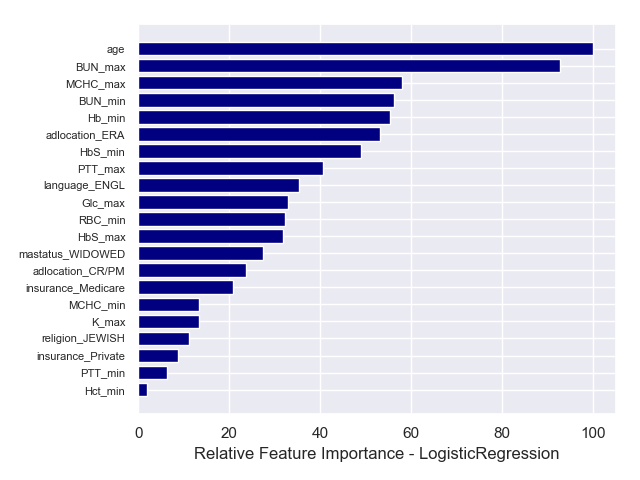 age
BUN_max
MCHC_max
BUN_min
Hb_min
adlocation_ERA
HbS_min
PTT_max
language_ENGL
Glc_max
RBC_min
HbS_max
mastatus_WIDOWED
adlocation_CR/PM
insurance_Medicare
MCHC_min
K_max
religion_JEWISH
insurance_Private
PTT_min
Hct_min
0 20 40 60 80 100
Relative Feature Importance - LogisticRegression